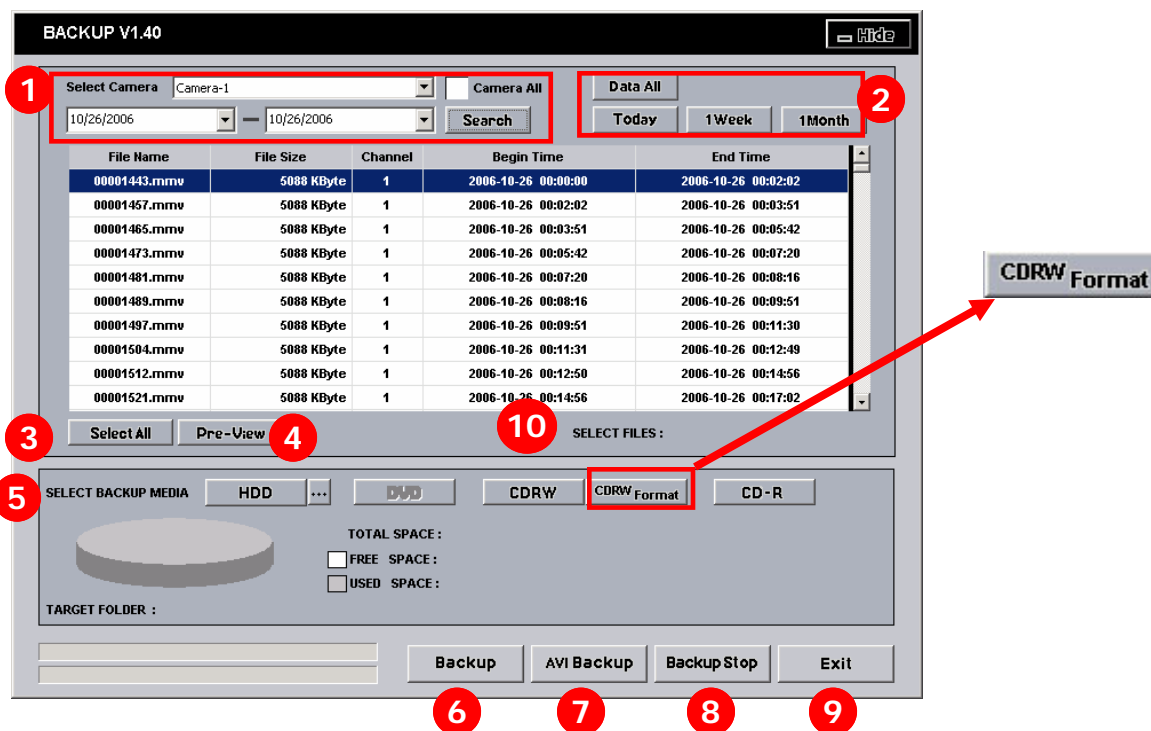 BACKUP V1.40
Hide
1
Select Camera Camera-1 Camera All
10/26/2006 — 10/26/2006 Search
Data All
2
Today 1Week 1Month
File Name File Size Channel Begin Time End Time
00001443.mmv 5088 KByte 1 2006-10-26 00:00:00 2006-10-26 00:02:02
00001457.mmv 5088 KByte 1 2006-10-26 00:02:02 2006-10-26 00:03:51
00001465.mmv 5088 KByte 1 2006-10-26 00:03:51 2006-10-26 00:05:42
00001473.mmv 5088 KByte 1 2006-10-26 00:05:42 2006-10-26 00:07:20
00001481.mmv 5088 KByte 1 2006-10-26 00:07:20 2006-10-26 00:08:16
00001489.mmv 5088 KByte 1 2006-10-26 00:08:16 2006-10-26 00:09:51
00001497.mmv 5088 KByte 1 2006-10-26 00:09:51 2006-10-26 00:11:30
00001504.mmv 5088 KByte 1 2006-10-26 00:11:31 2006-10-26 00:12:49
00001512.mmv 5088 KByte 1 2006-10-26 00:12:50 2006-10-26 00:14:56
00001521.mmv 5088 KByte 1 2006-10-26 00:14:56 2006-10-26 00:17:02
CDRW Format
3 Select All Pre-View 4 10 SELECT FILES :
5 SELECT BACKUP MEDIA HDD ... DVD CDRW CDRW Format CD-R
TOTAL SPACE :
FREE SPACE :
USED SPACE :
TARGET FOLDER :
Backup AVI Backup Backup Stop Exit
6 7 8 9